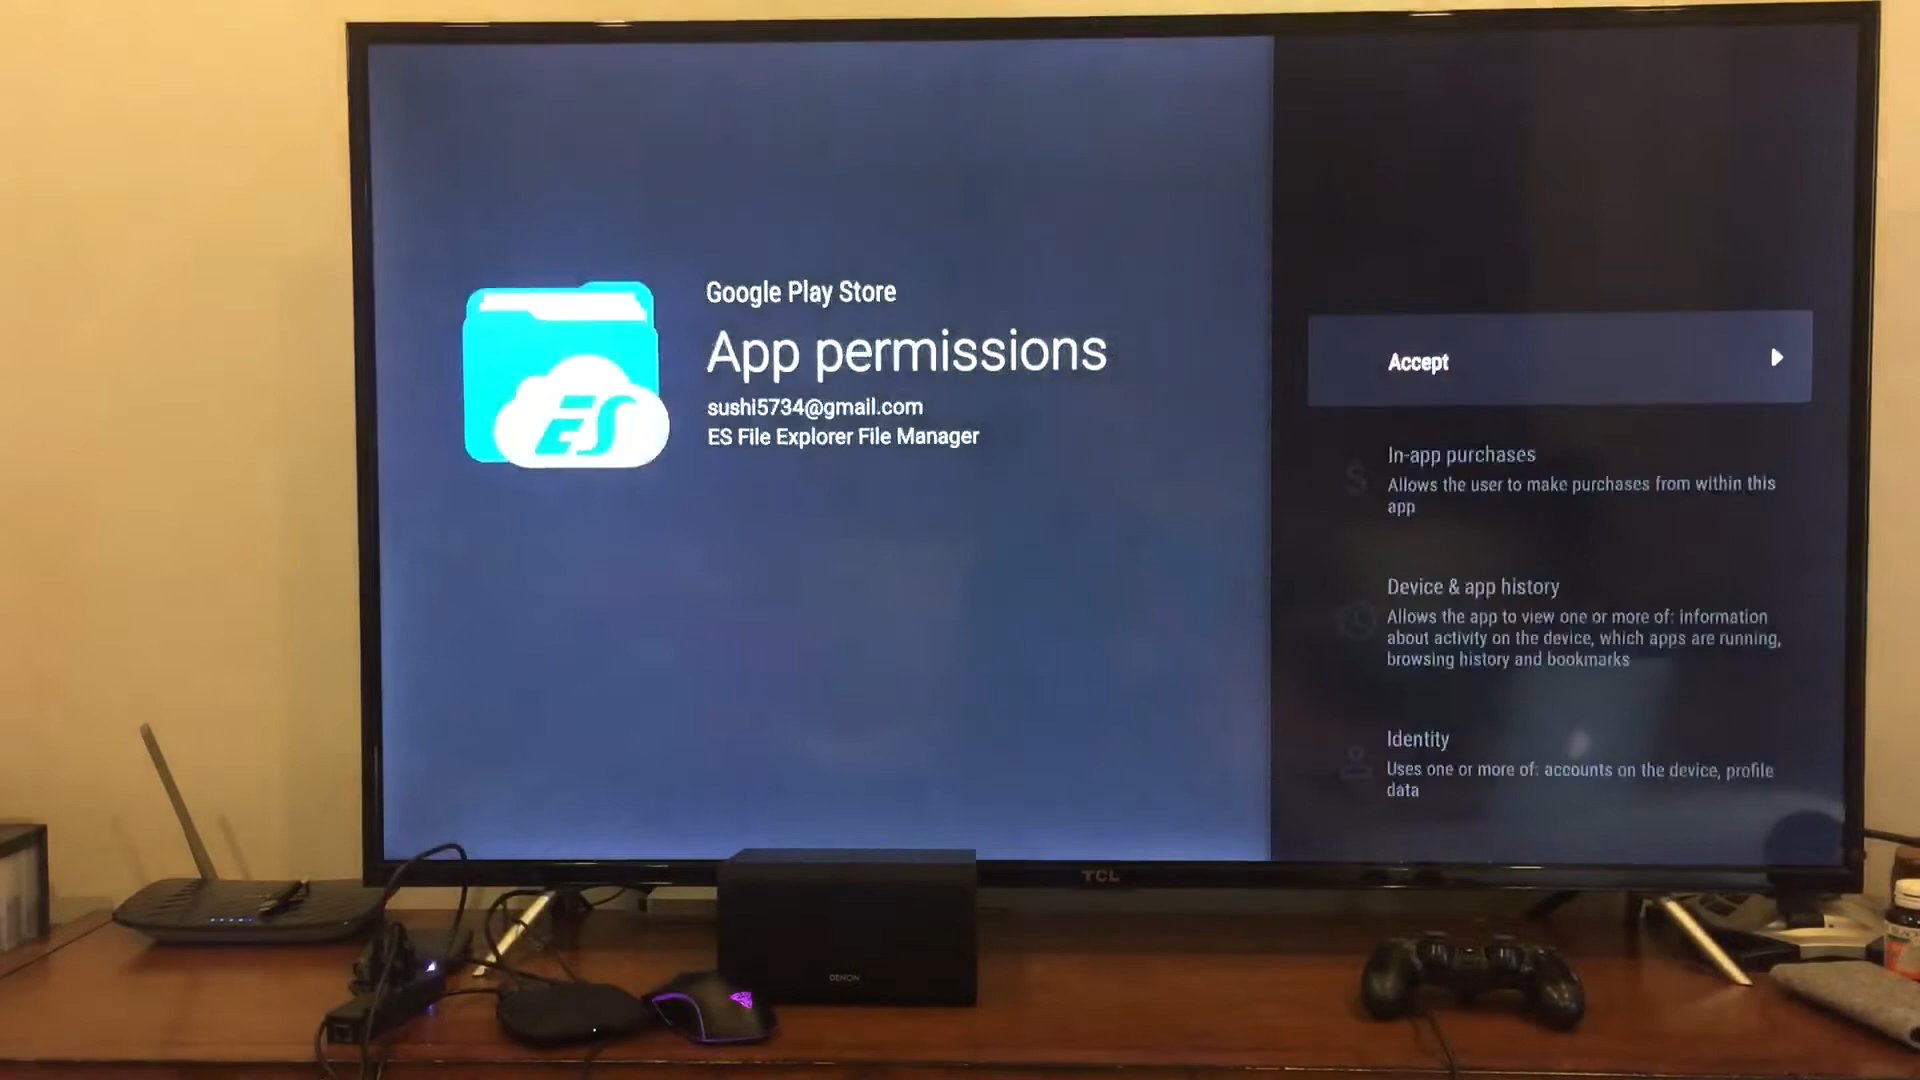 Google Play Store
App permissions
sushi5734@gmail.com
ES File Explorer File Manager
ES
Accept
In-app purchases
Allows the user to make purchases from within this
app
Device & app history
Allows the app to view one or more of: information
about activity on the device, which apps are running,
browsing history and bookmarks
Identity
Uses one or more of: accounts on the device, profile
data
TCL
DENON